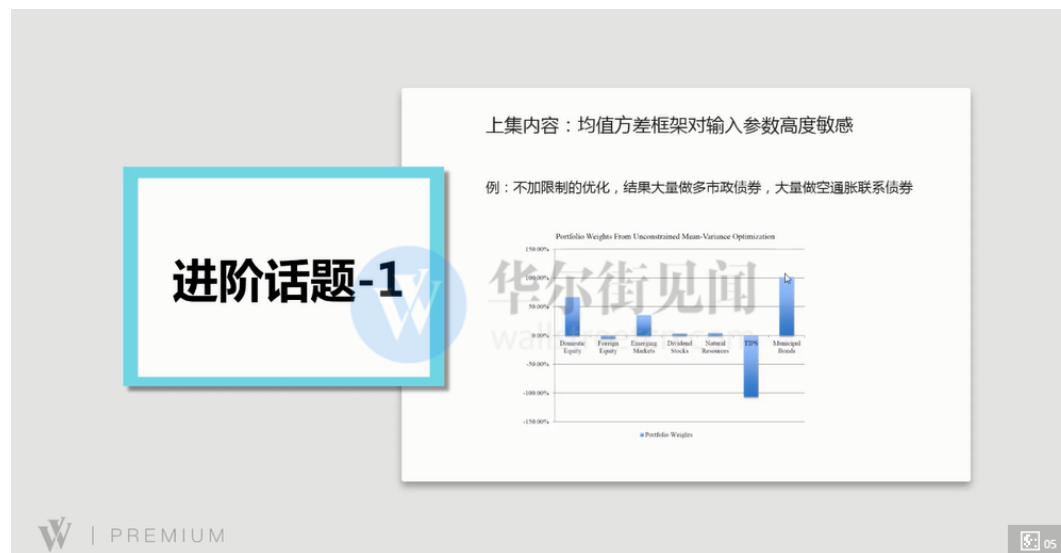 上集内容：均值方差框架对输入参数高度敏感
例：不加限制的优化，结果大量做多市政债券，大量做空通胀联系债券
进阶话题-1
Portfolio Weights From Unconstrained Mean-Variance Optimization
150.00%
100.00%
50.00%
0.00%
-50.00%
-100.00%
-150.00%
Domestic Equity
Foreign Equity
Emerging Markets
Dividend Stocks
Natural Resources
TIPS
Municipal Bonds
Portfolio Weights
华尔街见闻
W | PREMIUM
05